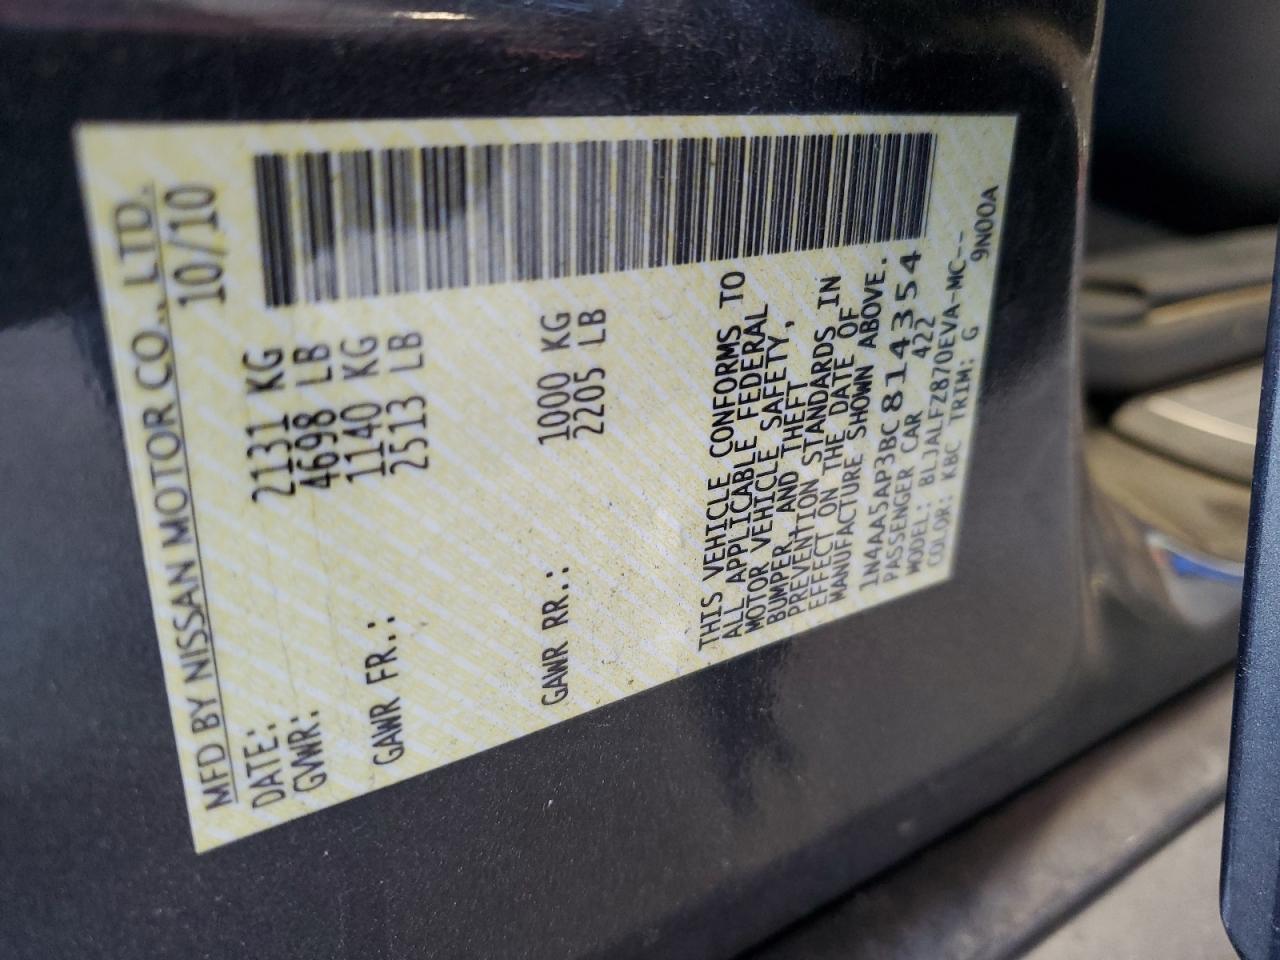 MFD BY NISSAN MOTOR CO., LTD.
DATE: 10/10
GVWR: 2131 KG
4698 LB
GAWR FR.: 1140 KG
2513 LB
GAWR RR.: 1000 KG
2205 LB
THIS VEHICLE CONFORMS TO
ALL APPLICABLE FEDERAL
MOTOR VEHICLE SAFETY,
BUMPER, AND THEFT
PREVENTION STANDARDS IN
EFFECT ON THE DATE OF
MANUFACTURE SHOWN ABOVE.
1N4AA5AP3BC814354
PASSENGER CAR 422
MODEL: BLJALFZ870EVA-MC--
COLOR: KBC TRIM: G 9N00A